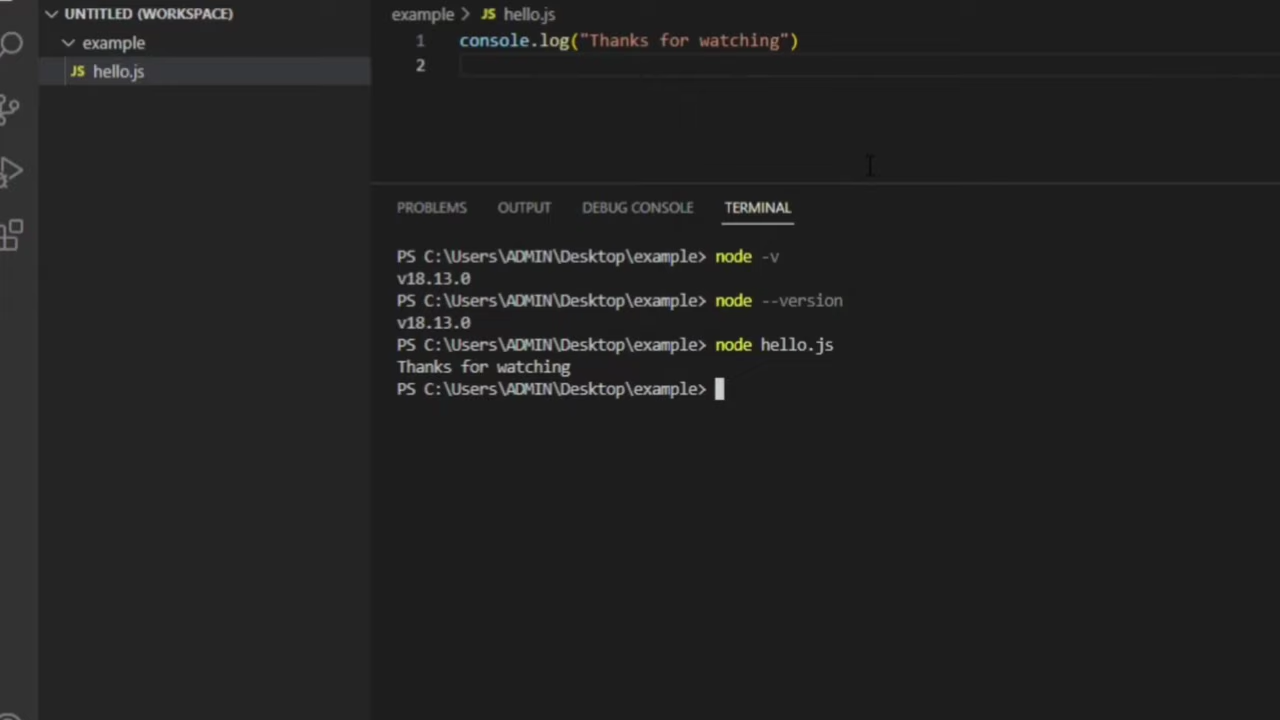 UNTITLED (WORKSPACE)
example
JS hello.js
example > JS hello.js
1 console.log("Thanks for watching")
2
PROBLEMS OUTPUT DEBUG CONSOLE TERMINAL
PS C:\Users\ADMIN\Desktop\example> node -v
v18.13.0
PS C:\Users\ADMIN\Desktop\example> node --version
v18.13.0
PS C:\Users\ADMIN\Desktop\example> node hello.js
Thanks for watching
PS C:\Users\ADMIN\Desktop\example>